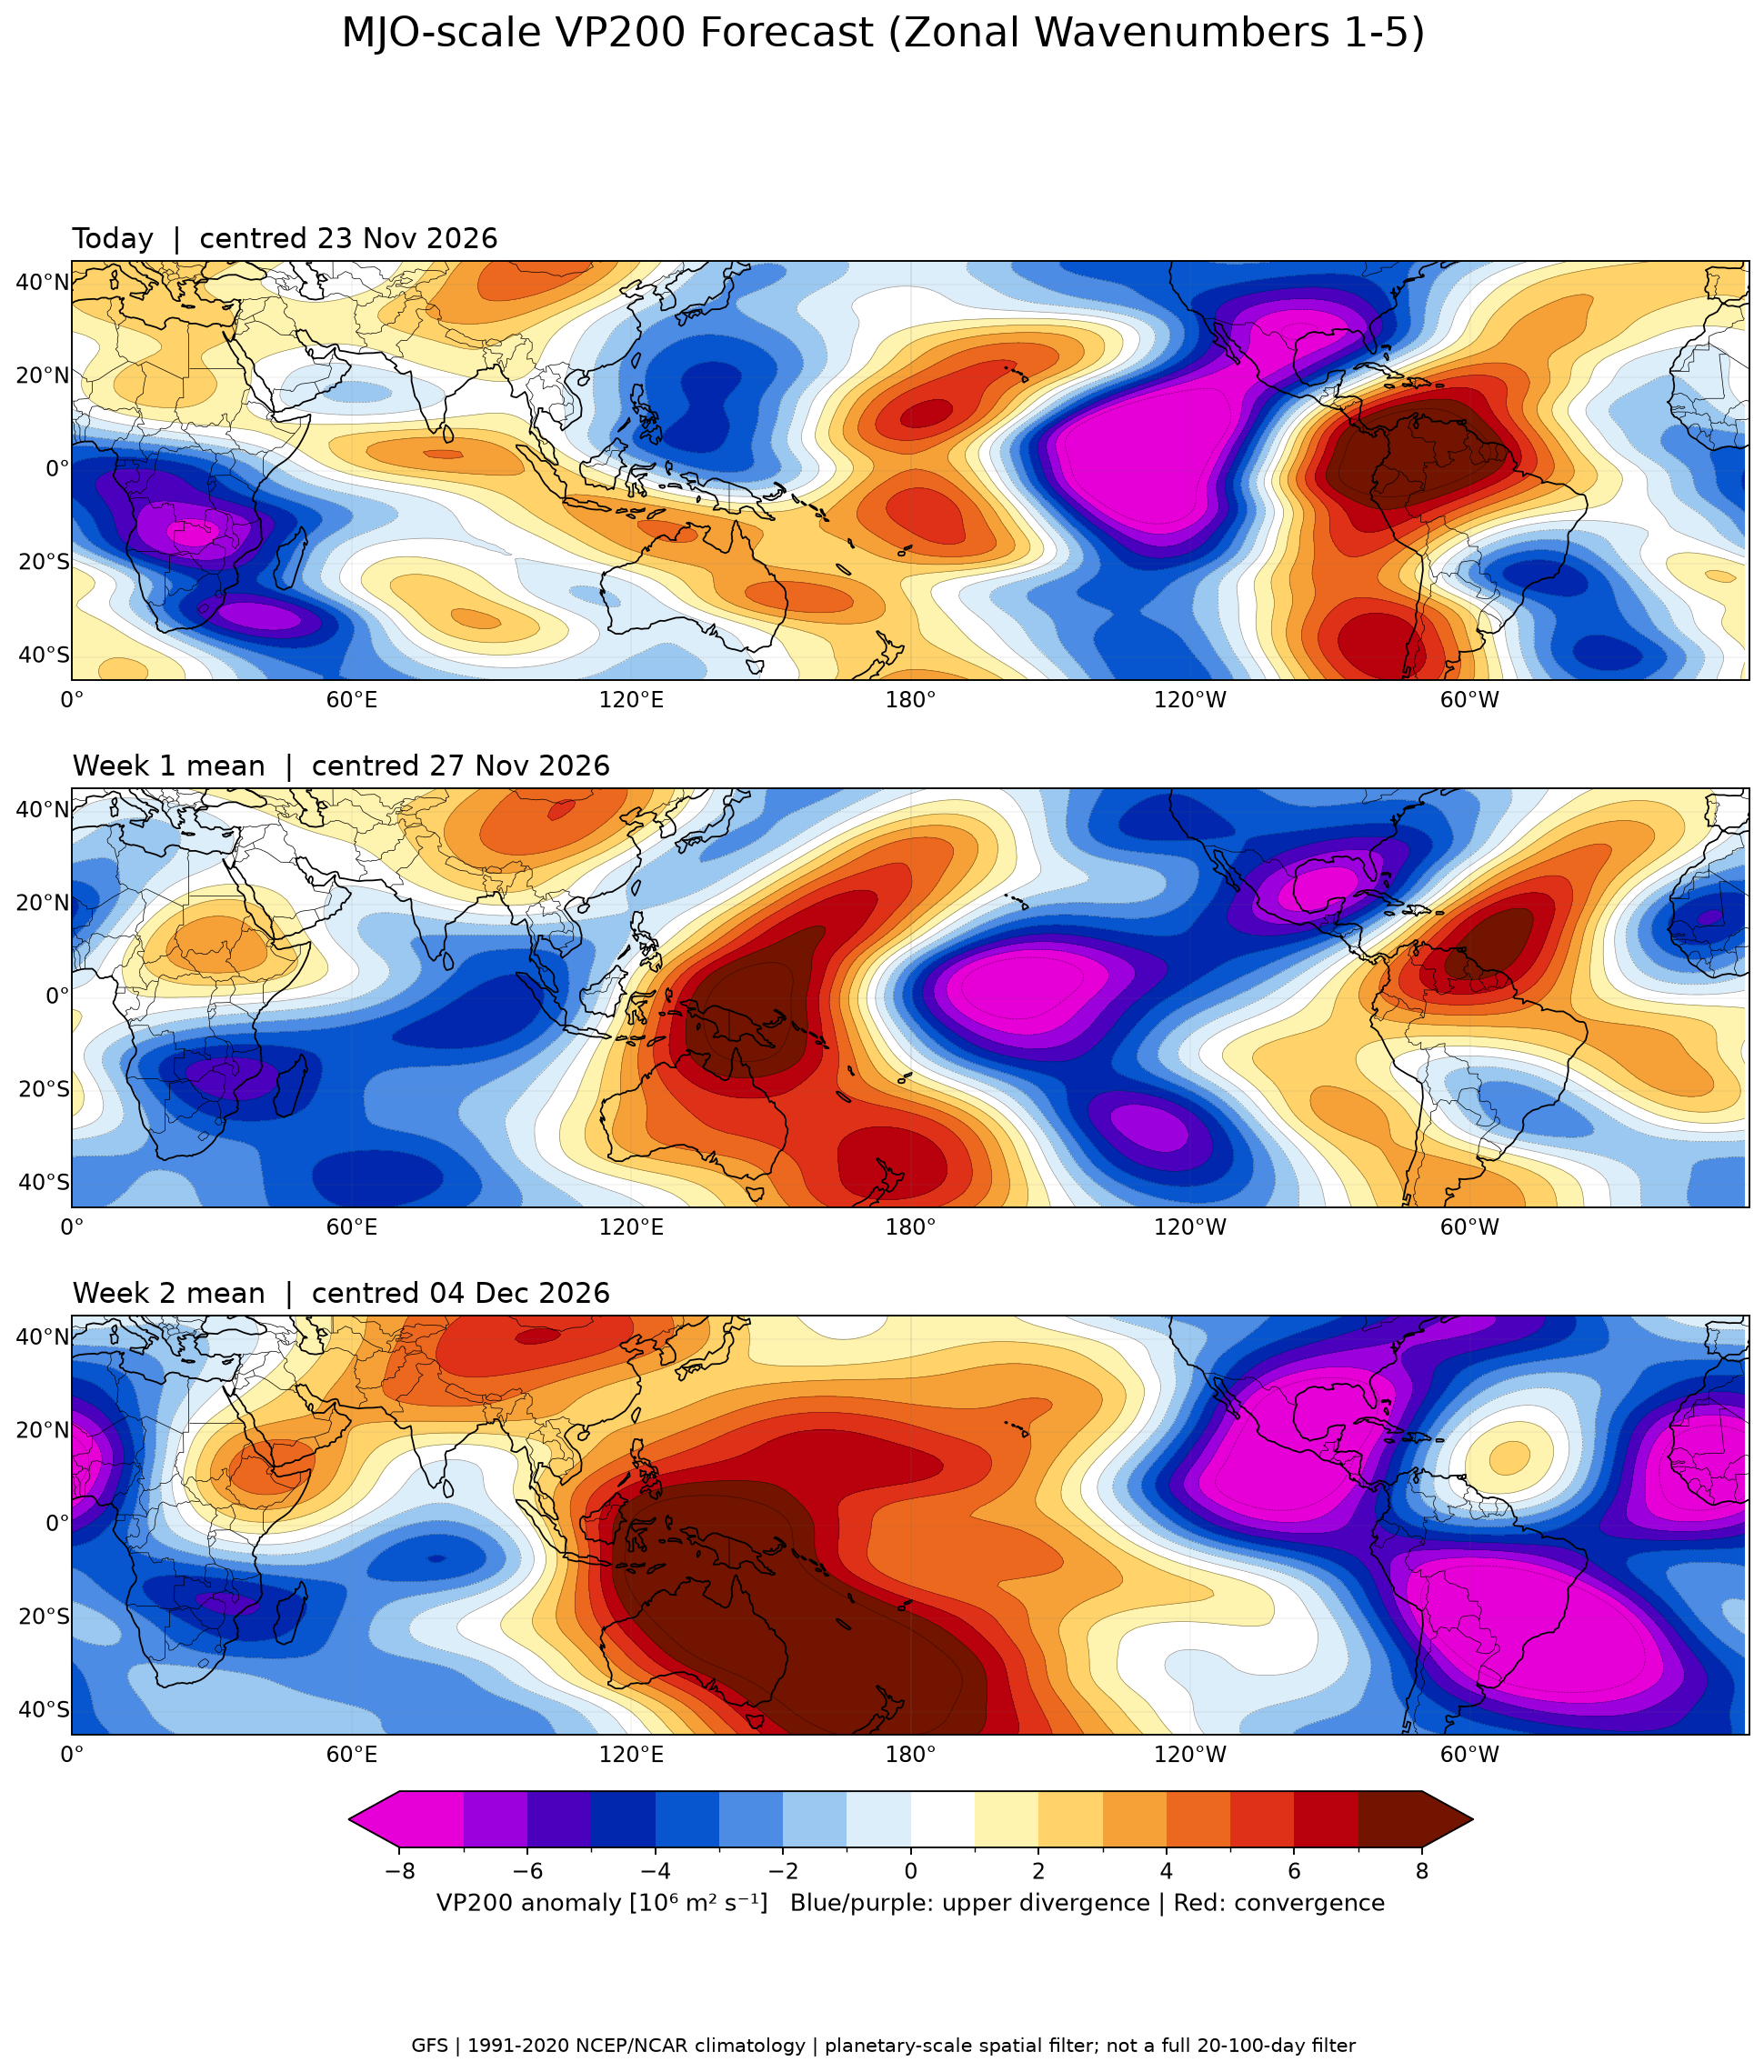 MJO-scale VP200 Forecast (Zonal Wavenumbers 1-5)
Today | centred 23 Nov 2026
40°N
20°N
0°
20°S
40°S
0° 60°E 120°E 180° 120°W 60°W
Week 1 mean | centred 27 Nov 2026
40°N
20°N
0°
20°S
40°S
0° 60°E 120°E 180° 120°W 60°W
Week 2 mean | centred 04 Dec 2026
40°N
20°N
0°
20°S
40°S
0° 60°E 120°E 180° 120°W 60°W
−8 −6 −4 −2 0 2 4 6 8
VP200 anomaly [10⁶ m² s⁻¹] Blue/purple: upper divergence | Red: convergence
GFS | 1991-2020 NCEP/NCAR climatology | planetary-scale spatial filter; not a full 20-100-day filter